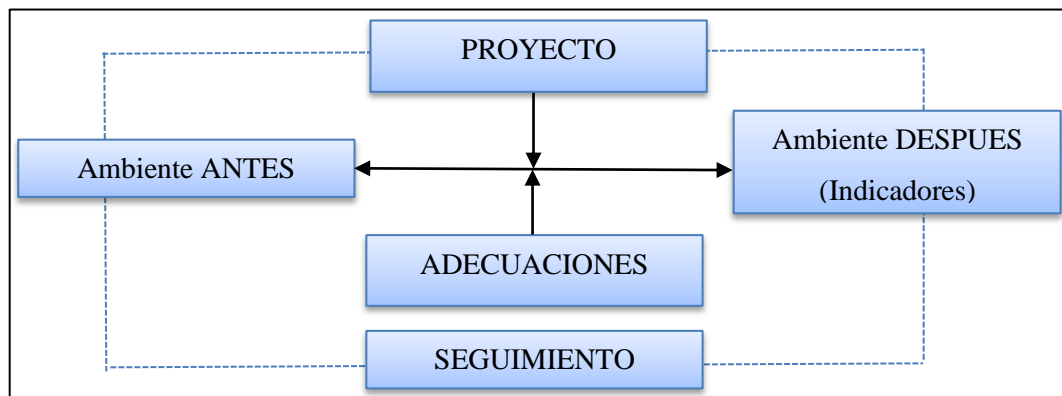 PROYECTO
Ambiente ANTES
Ambiente DESPUES
(Indicadores)
ADECUACIONES
SEGUIMIENTO